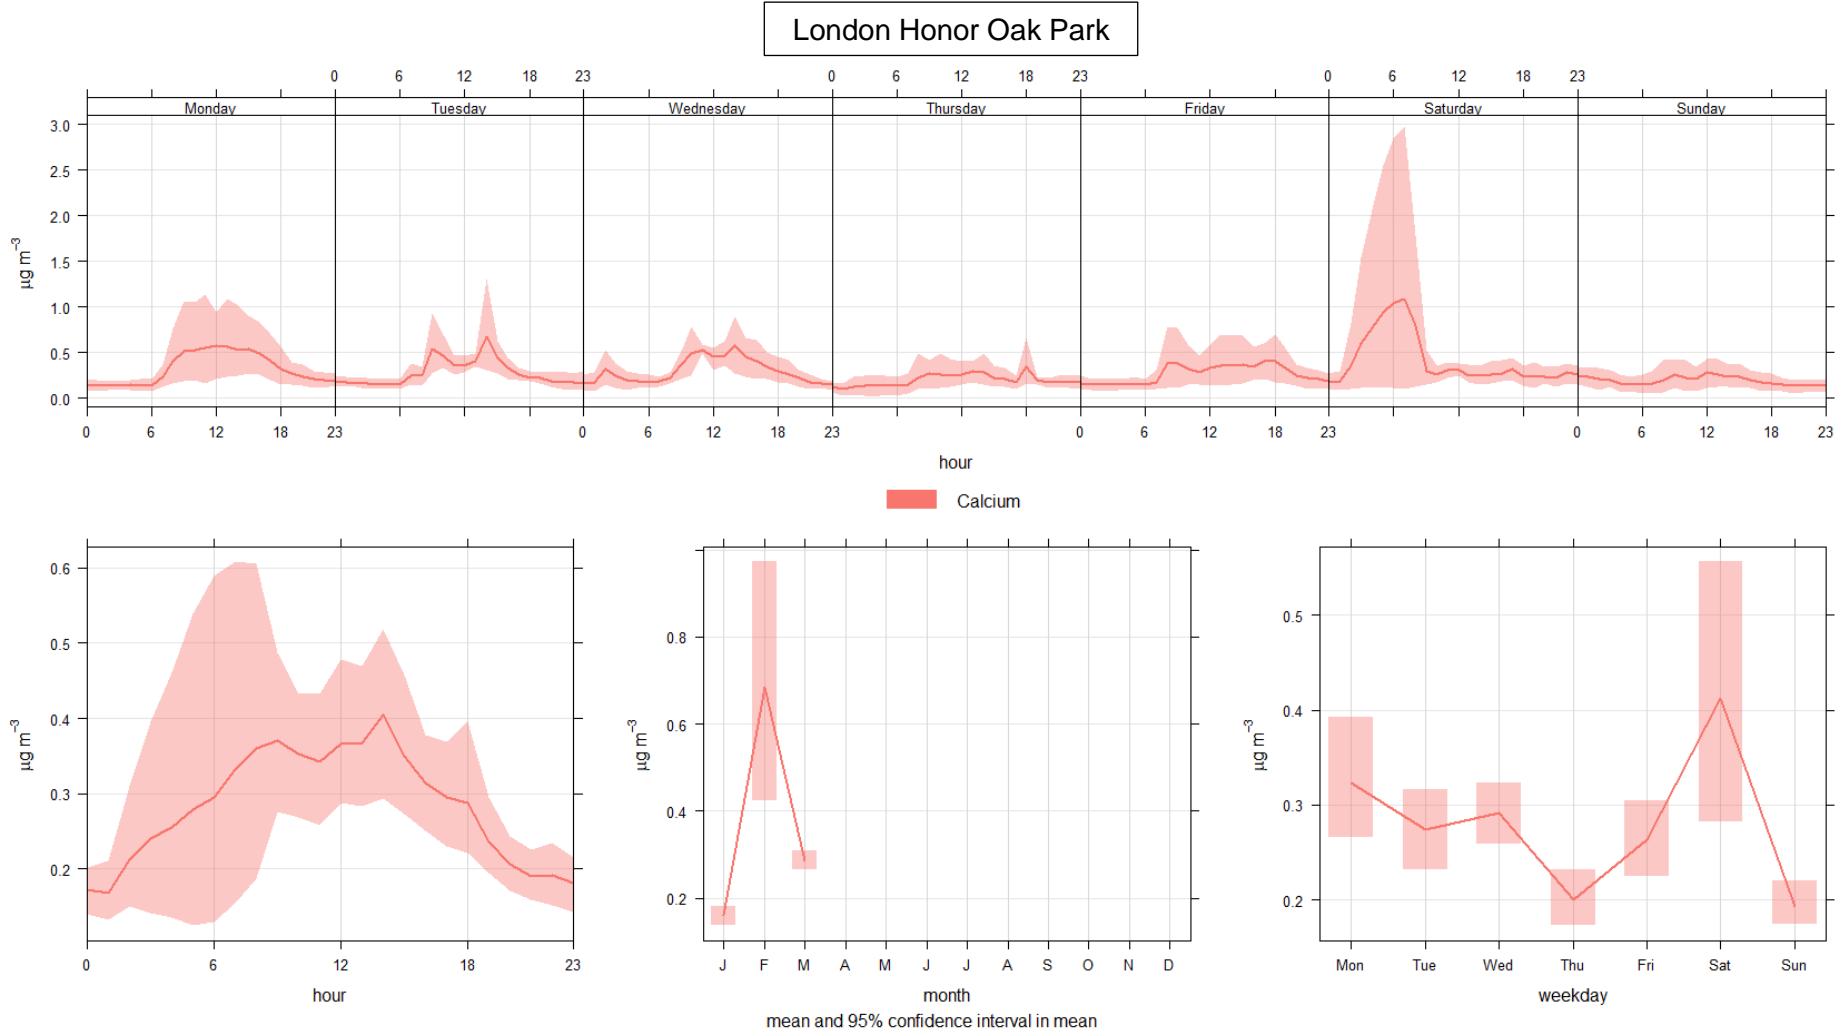 London Honor Oak Park
0 6 12 18 23 0 6 12 18 23 0 6 12 18 23
Monday Tuesday Wednesday Thursday Friday Saturday Sunday
3.0
2.5
2.0
1.5
1.0
0.5
0.0
µg m⁻³
0 6 12 18 23 0 6 12 18 23 0 6 12 18 23 0 6 12 18 23
hour
Calcium
0.6
0.5
0.4
0.3
0.2
µg m⁻³
0 6 12 18 23
hour
0.8
0.6
0.4
0.2
µg m⁻³
J F M A M J J A S O N D
month
0.5
0.4
0.3
0.2
µg m⁻³
Mon Tue Wed Thu Fri Sat Sun
weekday
mean and 95% confidence interval in mean